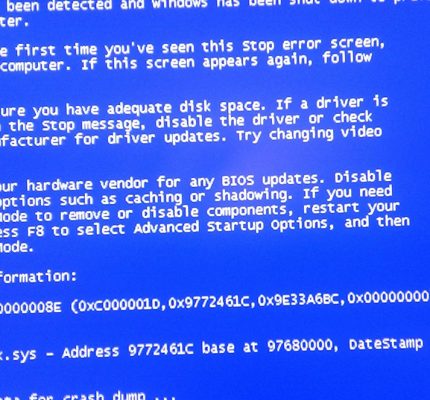 been detected and windows has been shut down to
ter.
e first time you've seen this Stop error screen,
computer. If this screen appears again, follow
ure you have adequate disk space. If a driver is
the Stop message, disable the driver or check
facturer for driver updates. Try changing video
ur hardware vendor for any BIOS updates. Disable
options such as caching or shadowing. If you need
Mode to remove or disable components, restart your
ess F8 to select Advanced Startup Options, and then
Mode.
formation:
0000008E (0xC000001D,0x9772461C,0x9E33A6BC,0x00000000
.sys - Address 9772461C base at 97680000, DateStamp
for crash dump ...